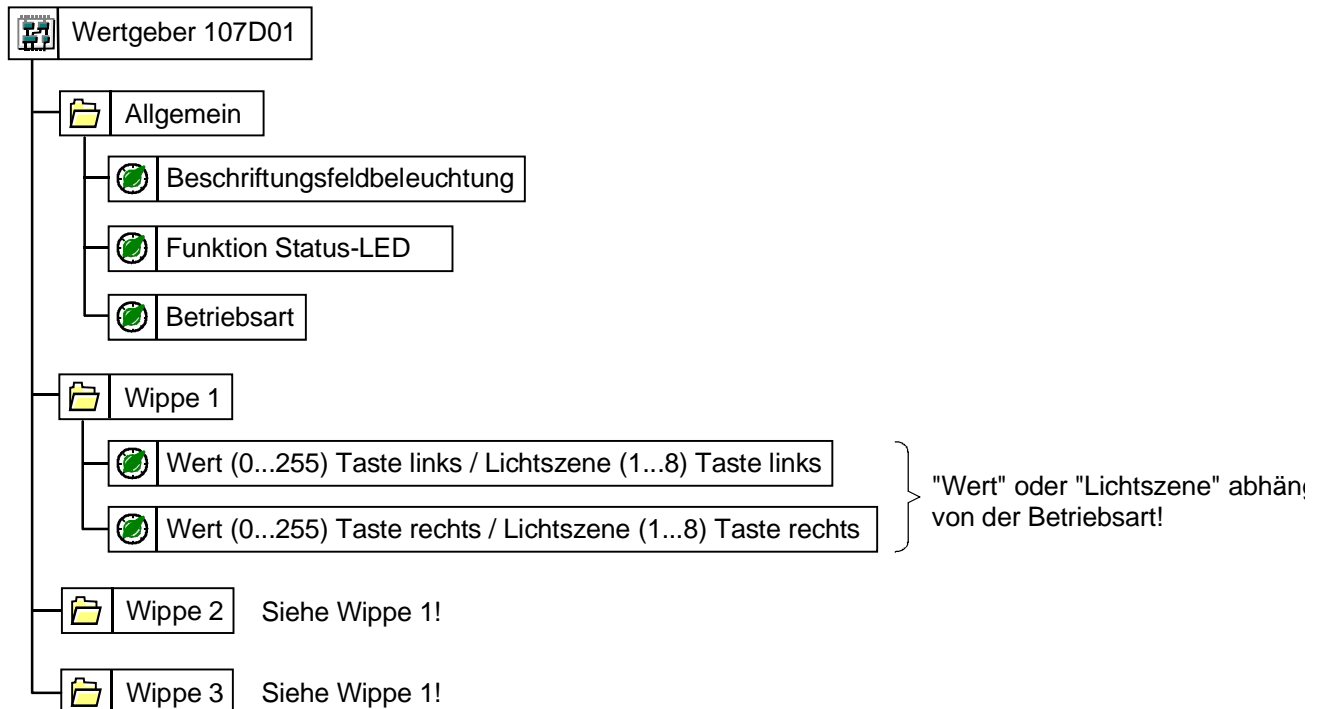 Wertgeber 107D01
Allgemein
Beschriftungsfeldbeleuchtung
Funktion Status-LED
Betriebsart
Wippe 1
Wert (0...255) Taste links / Lichtszene (1...8) Taste links
Wert (0...255) Taste rechts / Lichtszene (1...8) Taste rechts
"Wert" oder "Lichtszene"
von der Betriebsart!
Wippe 2 Siehe Wippe 1!
Wippe 3 Siehe Wippe 1!